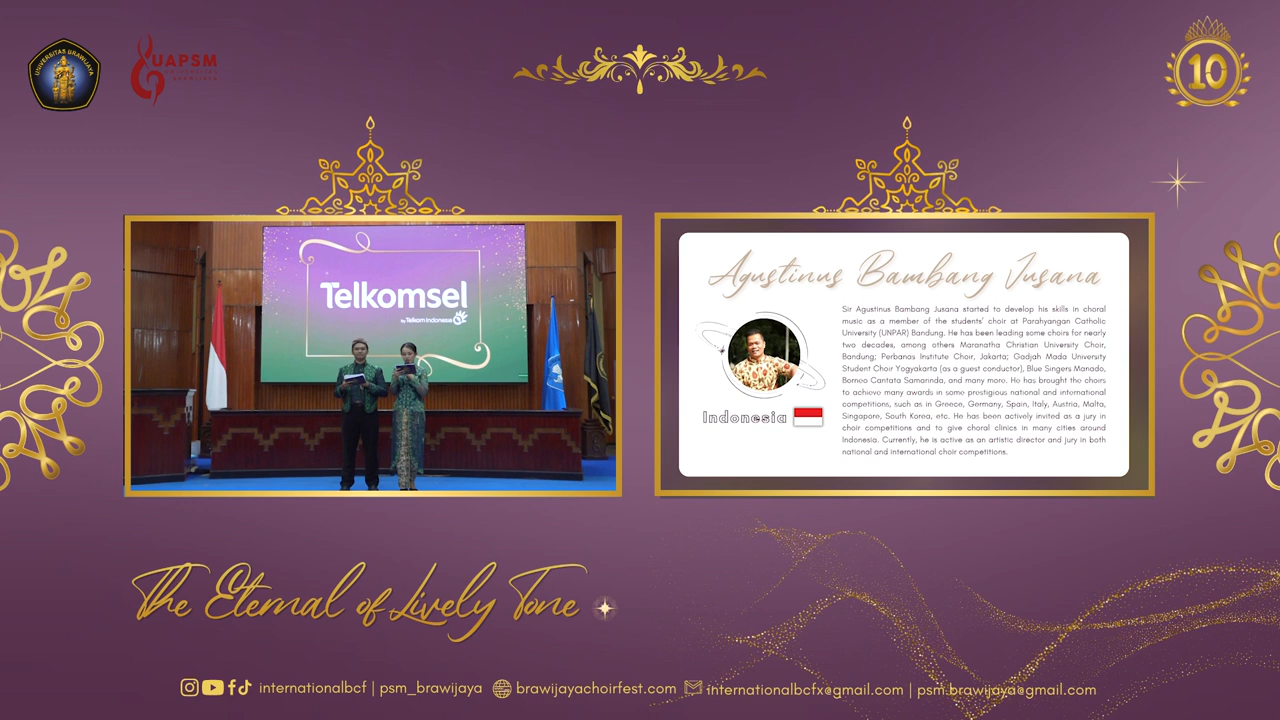 UNIVERSITAS BRAWIJAYA
UAPSM
UNIVERSITAS
BRAWIJAYA
10
Telkomsel
by Telkom Indonesia
Agustinus Bambang Jusana
Sir Agustinus Bambang Jusana started to develop his skills in choral
music as a member of the students' choir at Parahyangan Catholic
University (UNPAR) Bandung. He has been leading some choirs for nearly
two decades, among others Maranatha Christian University Choir,
Bandung; Perbanas Institute Choir, Jakarta; Gadjah Mada University
Student Choir Yogyakarta (as a guest conductor), Blue Singers Manado,
Borneo Cantata Samarinda, and many more. He has brought the choirs
to achieve many awards in some prestigious national and international
competitions, such as in Greece, Germany, Spain, Italy, Austria, Malta,
Singapore, South Korea, etc. He has been actively invited as a jury in
choir competitions and to give choral clinics in many cities around
Indonesia. Currently, he is active as an artistic director and jury in both
national and international choir competitions.
Indonesia
The Eternal of Lively Tone
internationalbcf | psm_brawijaya brawijayachoirfest.com internationalbcfx@gmail.com | psm.brawijaya@gmail.com